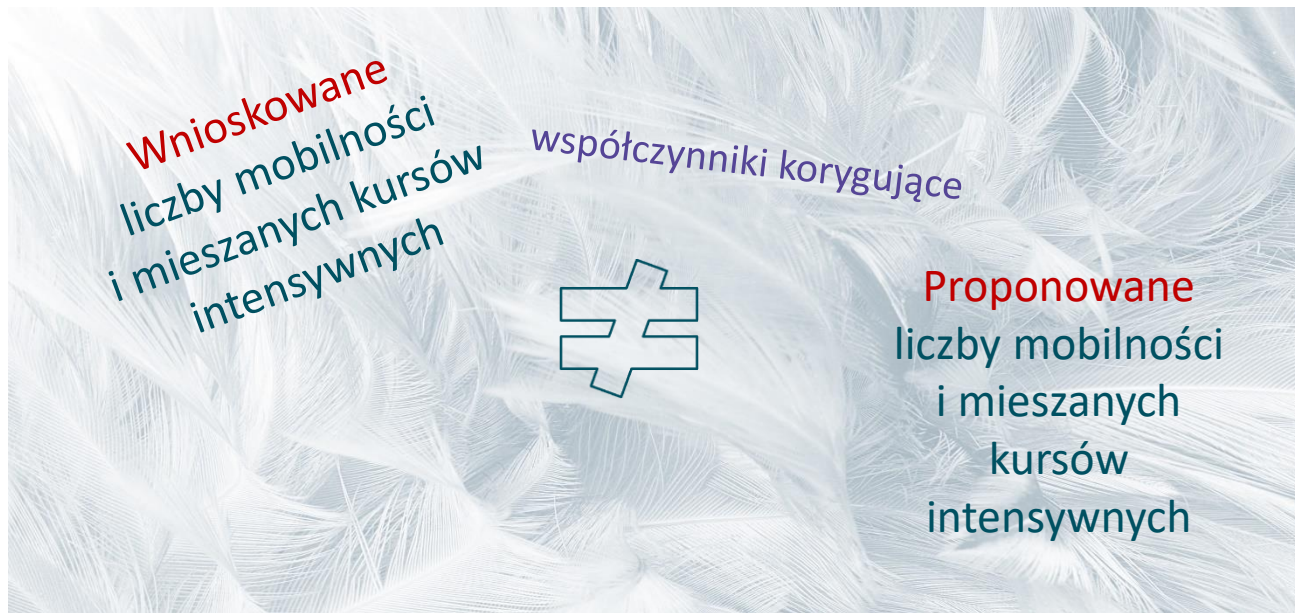 Wnioskowane
liczby mobilności
i mieszanych kursów
intensywnych
współczynniki korygujące
≠
Proponowane
liczby mobilności
i mieszanych
kursów
intensywnych